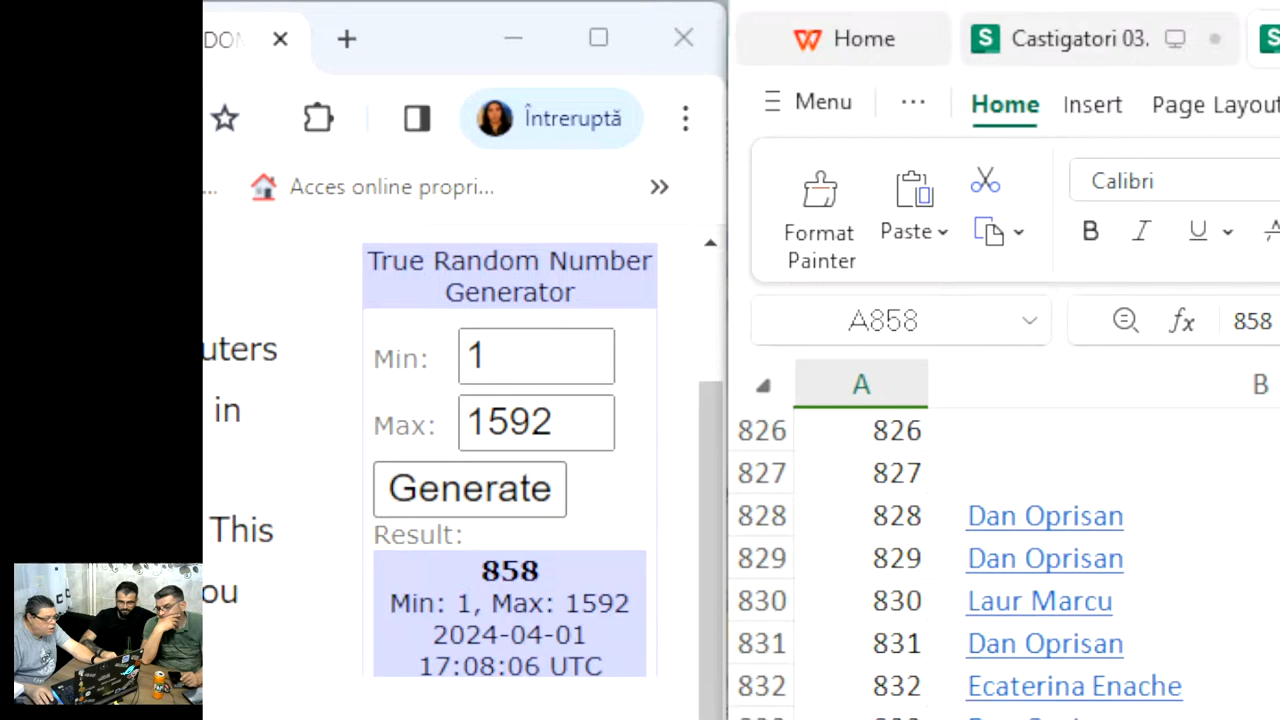 DOM
Întreruptă
...
Acces online propri...
True Random Number
Generator
uters
in
This
ou
Min:
1
Max:
1592
Generate
Result:
858
Min: 1, Max: 1592
2024-04-01
17:08:06 UTC
Home
S
Castigatori 03.
S
Menu
...
Home
Insert
Page Layout
Format
Painter
Paste
Calibri
B
I
U
A
A858
fx
858
A
B
826
826
827
827
828
828
Dan Oprisan
829
829
Dan Oprisan
830
830
Laur Marcu
831
831
Dan Oprisan
832
832
Ecaterina Enache